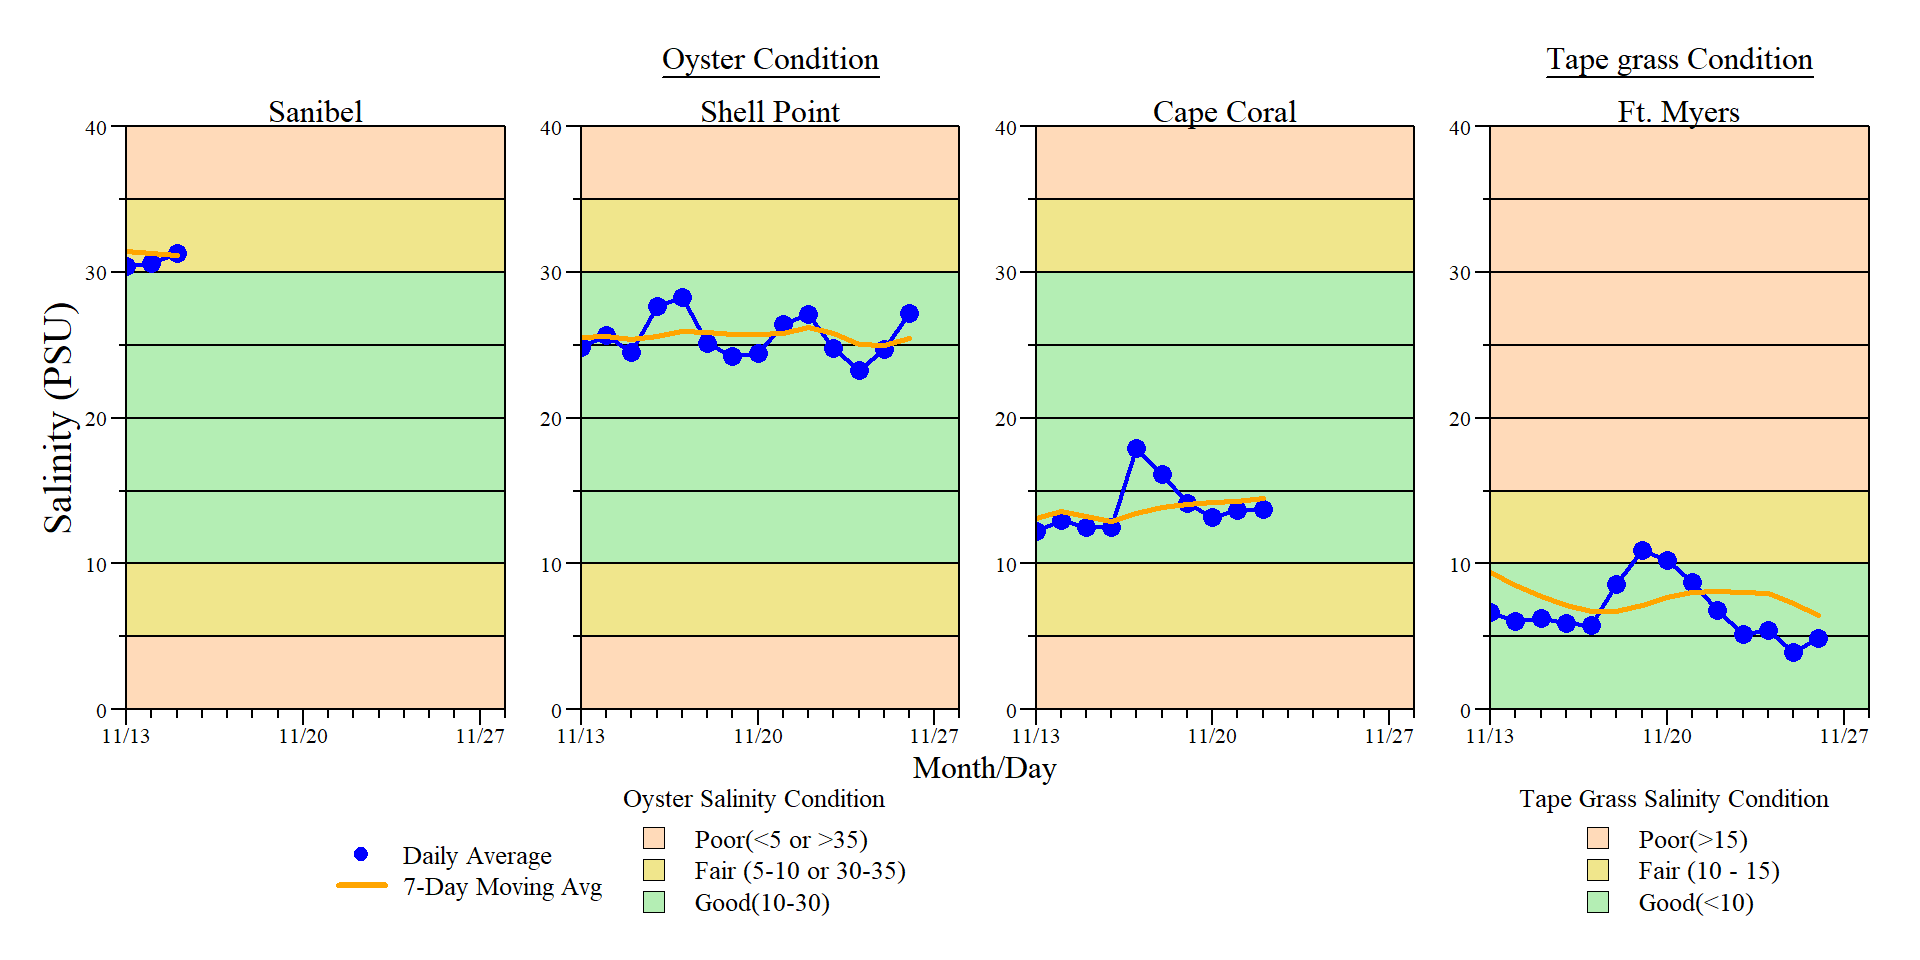 Oyster Condition
Tape grass Condition
Sanibel
Shell Point
Cape Coral
Ft. Myers
Salinity (PSU)
40
30
20
10
0
11/13
11/20
11/27
40
30
20
10
0
11/13
11/20
11/27
40
30
20
10
0
11/13
11/20
11/27
40
30
20
10
0
11/13
11/20
11/27
Month/Day
Daily Average
7-Day Moving Avg
Oyster Salinity Condition
Poor(<5 or >35)
Fair (5-10 or 30-35)
Good(10-30)
Tape Grass Salinity Condition
Poor(>15)
Fair (10 - 15)
Good(<10)